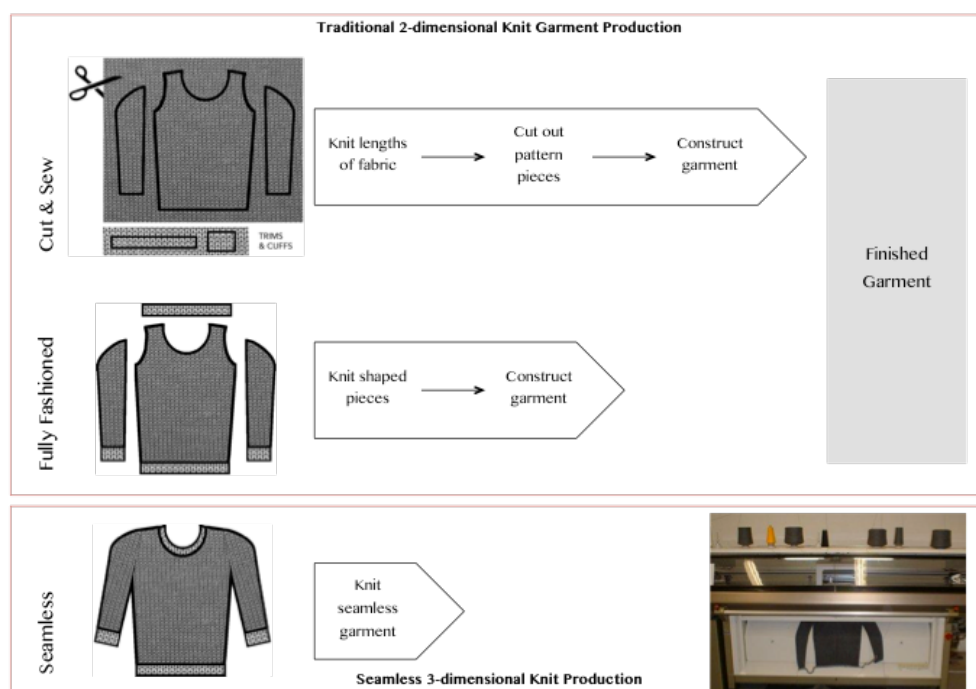 Traditional 2-dimensional Knit Garment Production
Cut & Sew
TRIMS
& CUFFS
Knit lengths
of fabric
Cut out
pattern
pieces
Construct
garment
Finished
Garment
Fully Fashioned
Knit shaped
pieces
Construct
garment
Seamless
Knit
seamless
garment
Seamless 3-dimensional Knit Production